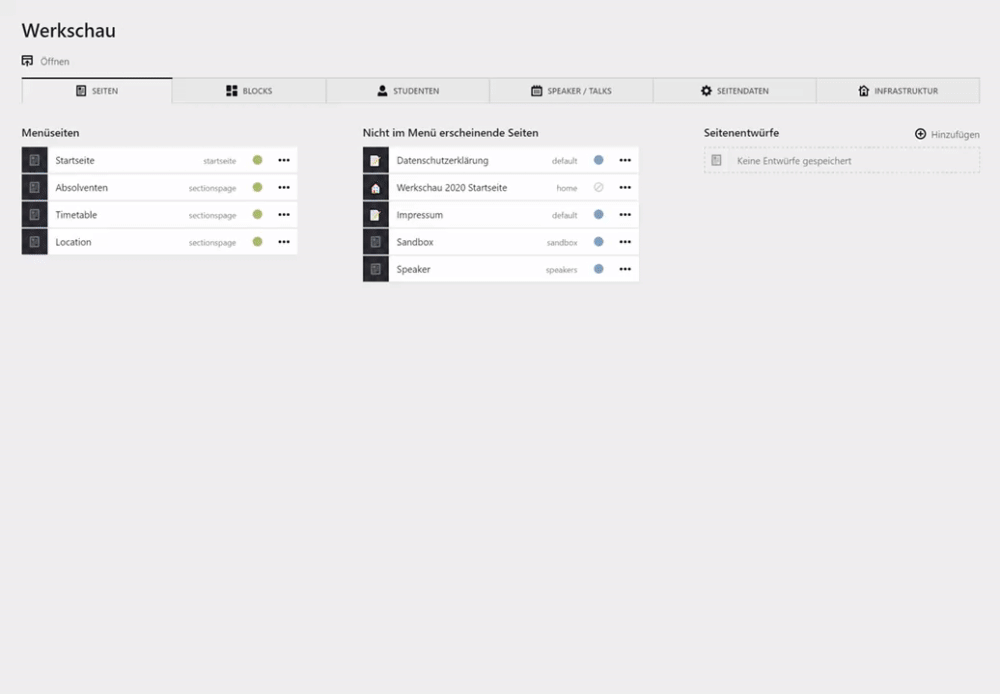 Werkschau
Öffnen
SEITEN BLOCKS STUDENTEN SPEAKER / TALKS SEITENDATEN INFRASTRUKTUR
Menüseiten
Startseite startseite
Absolventen sectionspage
Timetable sectionspage
Location sectionspage
Nicht im Menü erscheinende Seiten
Datenschutzerklärung default
Werkschau 2020 Startseite home
Impressum default
Sandbox sandbox
Speaker speakers
Seitenentwürfe Hinzufügen
Keine Entwürfe gespeichert